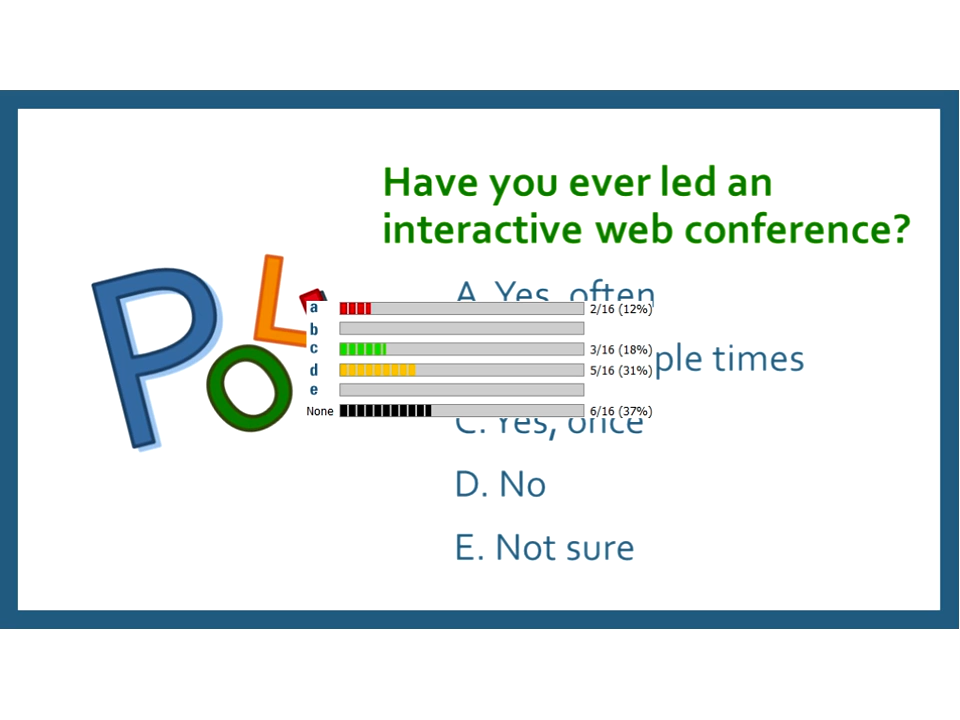 Have you ever led an
interactive web conference?
POL
A. Yes, often
a 2/16 (12%)
b
c 3/16 (18%)
ple times
d 5/16 (31%)
e
None 6/16 (37%)
C. Yes, once
D. No
E. Not sure